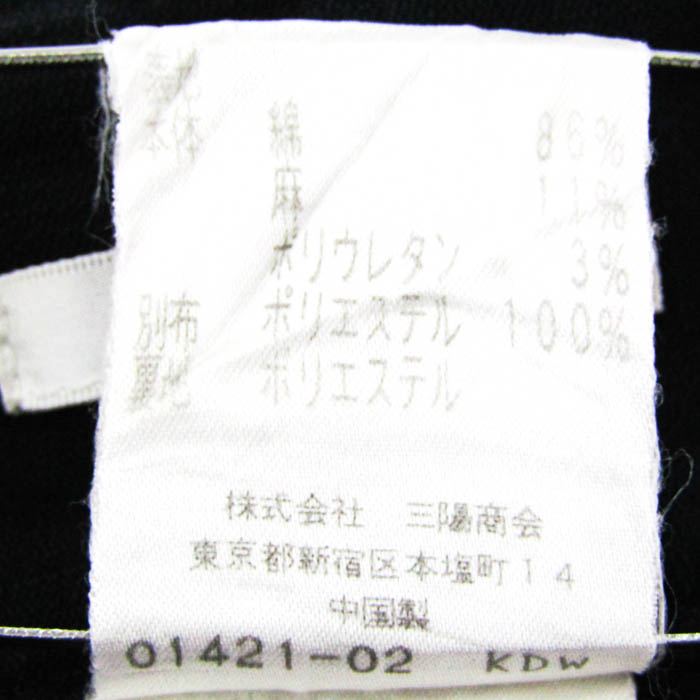 表地
本体 綿 86%
麻 11%
ポリウレタン 3%
別布 ポリエステル 100%
裏地 ポリエステル
株式会社 三陽商会
東京都新宿区本塩町14
中国製
01421-02 KDW